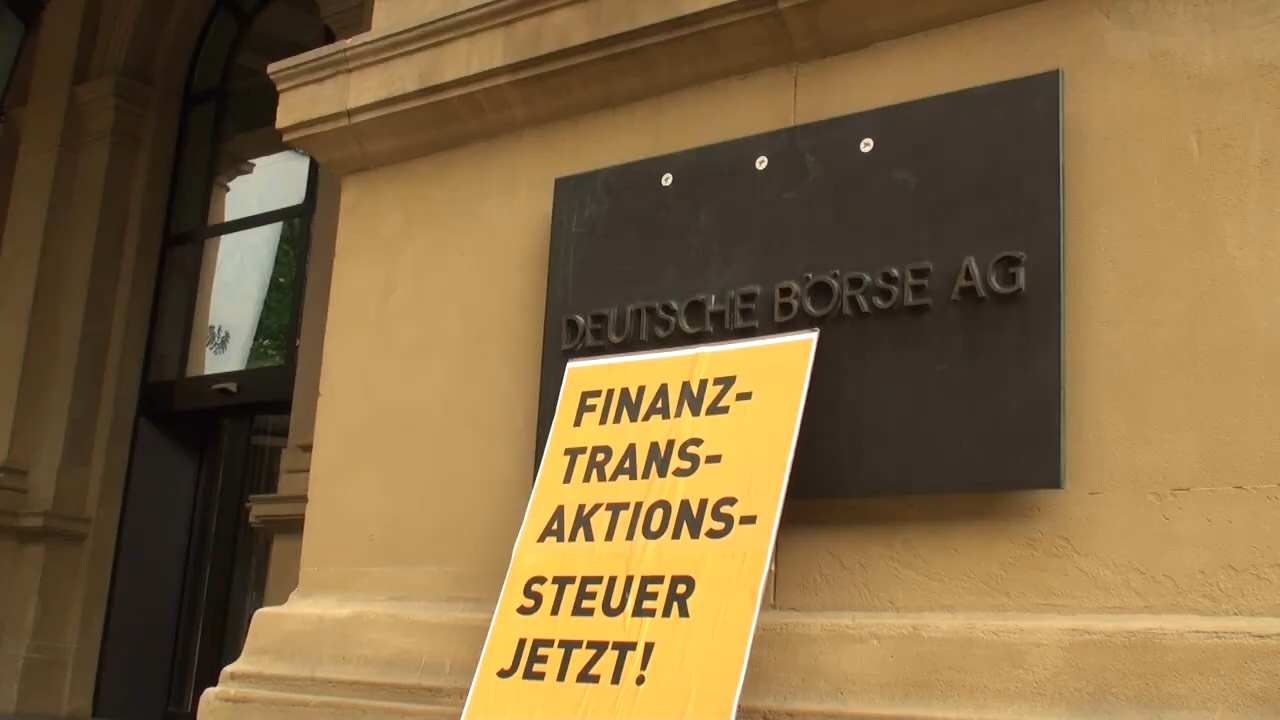 DEUTSCHE BÖRSE AG
FINANZ-
TRANS-
AKTIONS-
STEUER
JETZT!